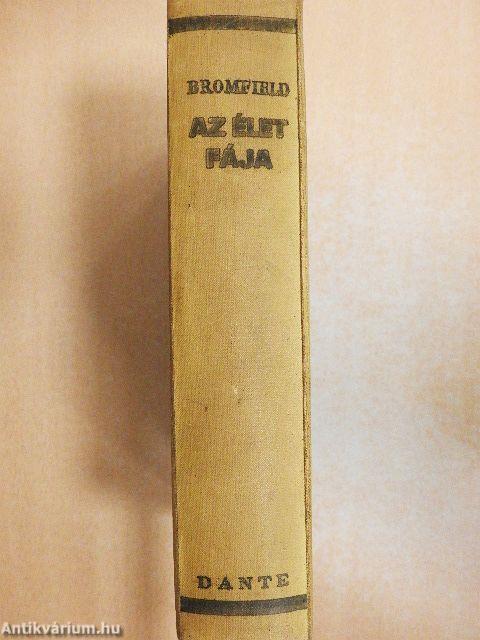 BROMFIELD
AZ ÉLET
FÁJA
DANTE
Antikvárium.hu